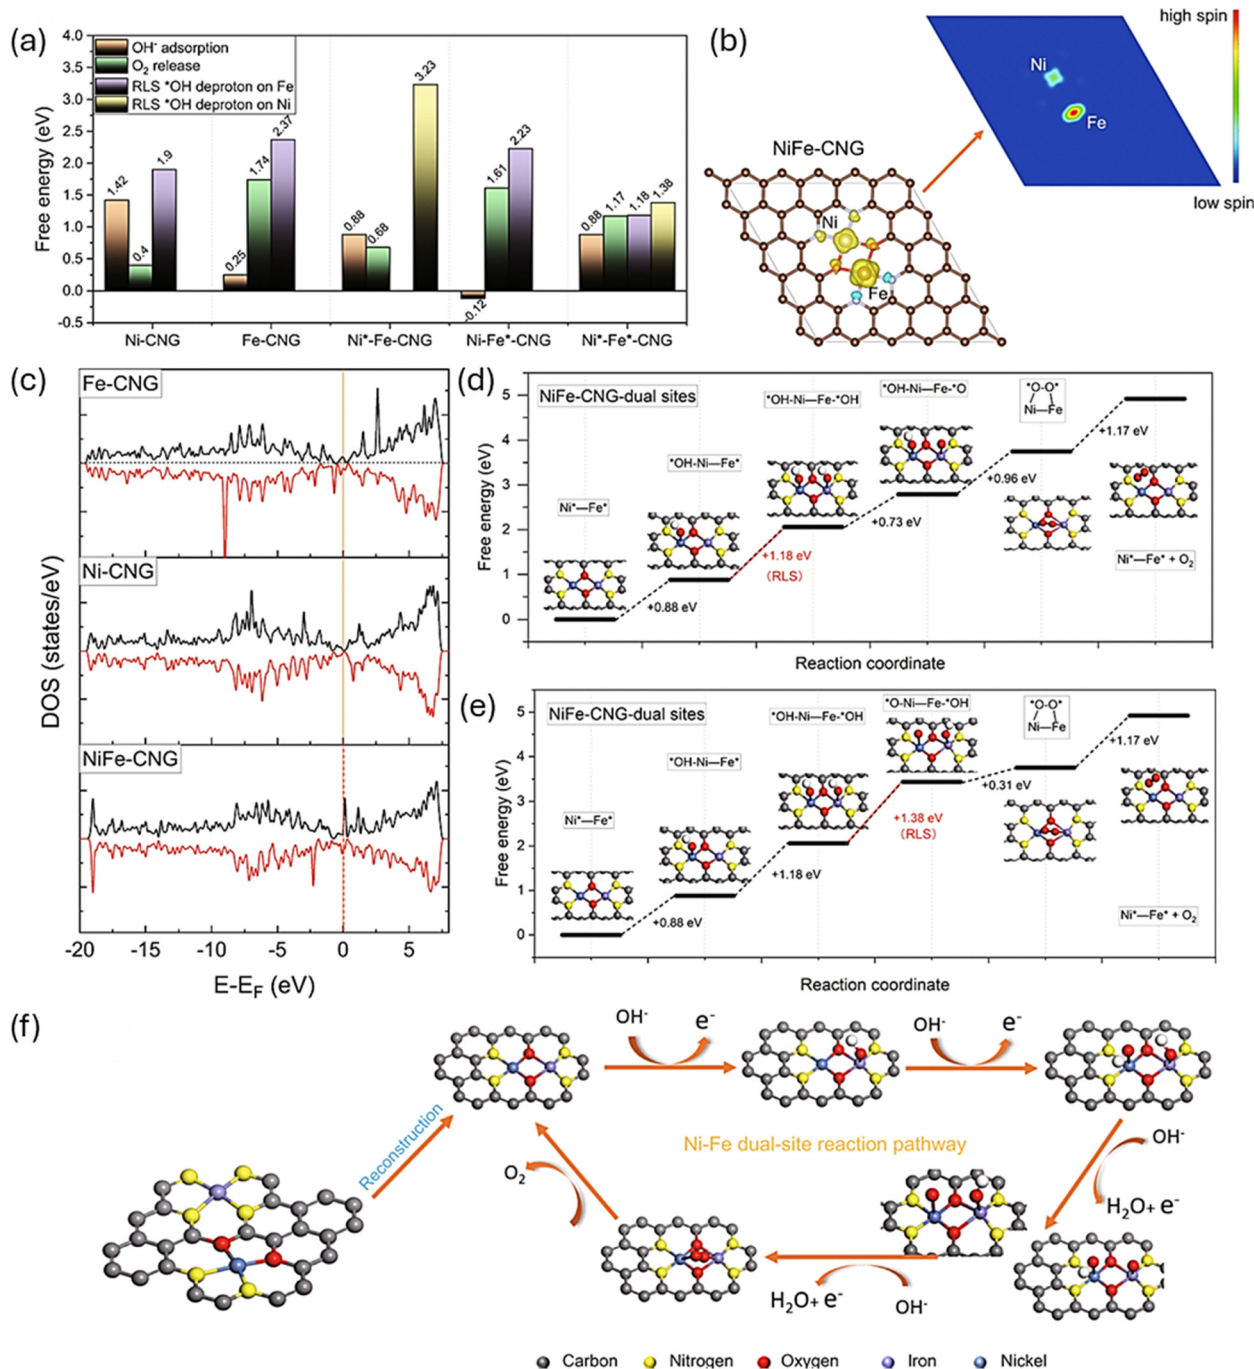 (a)
4.0
3.5
3.0
2.5
2.0
1.5
1.0
0.5
0.0
-0.5
Free energy (eV)
OH⁻ adsorption
O₂ release
RLS *OH deproton on Fe
RLS *OH deproton on Ni
1.42
0.4
1.9
0.25
1.74
2.37
0.88
0.68
3.23
-0.12
1.61
2.23
0.88
1.17
1.18
1.38
Ni-CNG
Fe-CNG
Ni*-Fe-CNG
Ni-Fe*-CNG
Ni*-Fe*-CNG
(b)
high spin
low spin
Ni
Fe
NiFe-CNG
Ni
Fe
(c)
Fe-CNG
Ni-CNG
NiFe-CNG
DOS (states/eV)
-20
-15
-10
-5
0
5
E-E_F (eV)
(d)
NiFe-CNG-dual sites
5
4
3
2
1
0
Free energy (eV)
Ni*—Fe*
*OH-Ni—Fe*
*OH-Ni—Fe-*OH
*OH-Ni—Fe-*O
*O-O*
Ni—Fe
Ni*—Fe* + O₂
+0.88 eV
+1.18 eV
(RLS)
+0.73 eV
+0.96 eV
+1.17 eV
Reaction coordinate
(e)
NiFe-CNG-dual sites
5
4
3
2
1
0
Free energy (eV)
Ni*—Fe*
*OH-Ni—Fe*
*OH-Ni—Fe-*OH
*O-Ni—Fe-*OH
*O-O*
Ni—Fe
Ni*—Fe* + O₂
+0.88 eV
+1.18 eV
+1.38 eV
(RLS)
+0.31 eV
+1.17 eV
Reaction coordinate
(f)
Reconstruction
OH⁻
e⁻
OH⁻
e⁻
Ni-Fe dual-site reaction pathway
OH⁻
H₂O+ e⁻
O₂
H₂O+ e⁻
OH⁻
Carbon
Nitrogen
Oxygen
Iron
Nickel